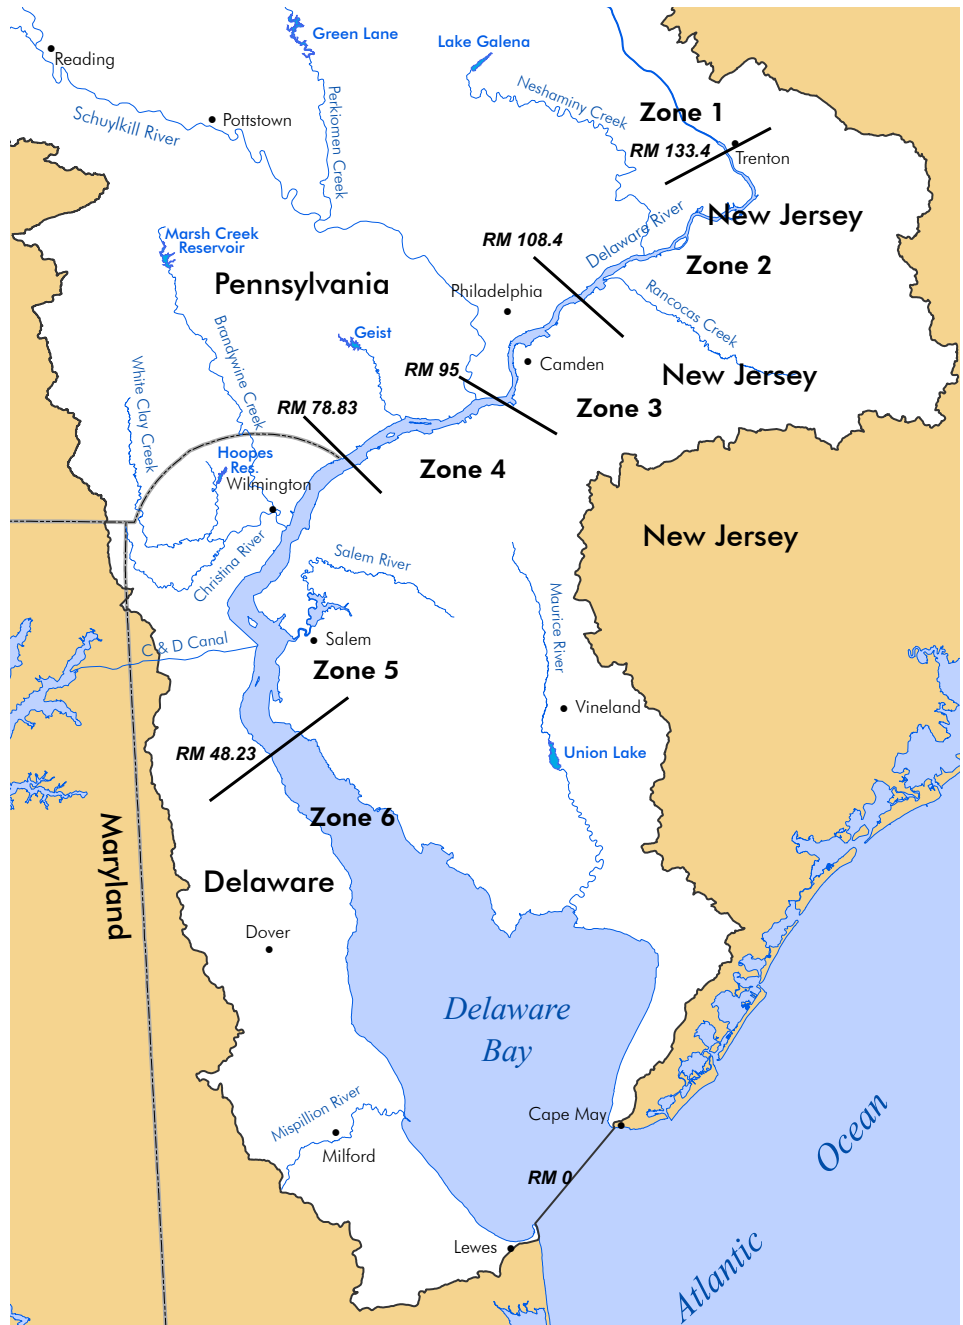 Green Lane
Lake Galena
Reading
Neshaminy Creek
Perkiomen Creek
Zone 1
Schuylkill River
Pottstown
RM 133.4
Trenton
Delaware River
New Jersey
Marsh Creek
Reservoir
RM 108.4
Zone 2
Pennsylvania
Philadelphia
Rancocas Creek
Brandywine Creek
Geist
White Clay Creek
RM 95
Camden
New Jersey
RM 78.83
Zone 3
Hoopes
Res.
Zone 4
Wilmington
New Jersey
Christina River
Salem River
Maurice River
C & D Canal
Salem
Zone 5
Vineland
RM 48.23
Union Lake
Zone 6
Maryland
Delaware
Dover
Delaware
Bay
Mispillion River
Cape May
Ocean
Milford
RM 0
Lewes
Atlantic